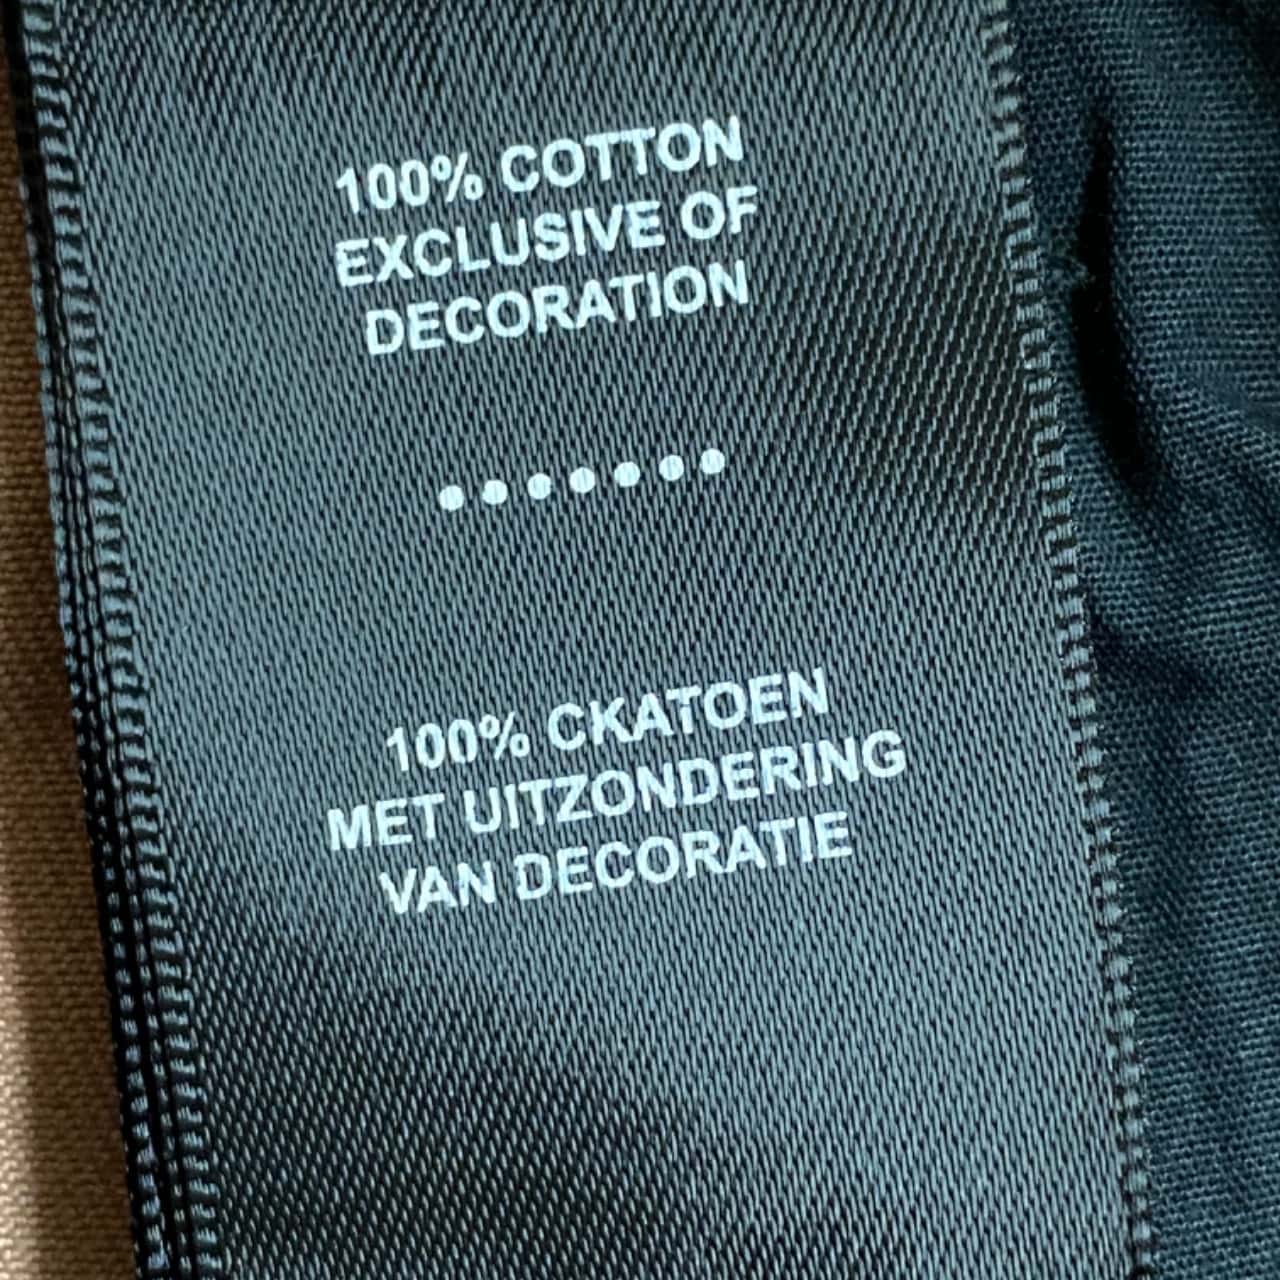 100% COTTON
EXCLUSIVE OF
DECORATION
100% CKATOEN
MET UITZONDERING
VAN DECORATIE